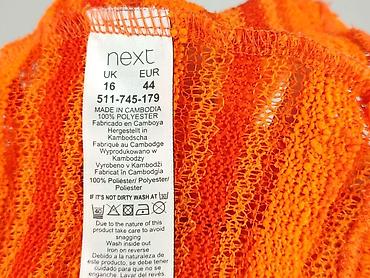 next
UK EUR
16 44
511-745-179
MADE IN CAMBODIA
100% POLYESTER
Fabricado en Camboya
Hergestellt in
Kambodscha
Fabriqué au Cambodge
Wyprodukowano w
Kambodży
Vyrobeno v Kambodži
Fabricat în Cambodgia
100% Poliéster/ Polyester/
Poliester
IF IT'S NOT DIRTY WASH AT 30
Due to the nature of this
product take care to avoid
snagging
Wash inside out
Iron on reverse
Debido a la naturaleza de
este producto, se debe tener
cuidado para que no se
enganche. Lavar del revés